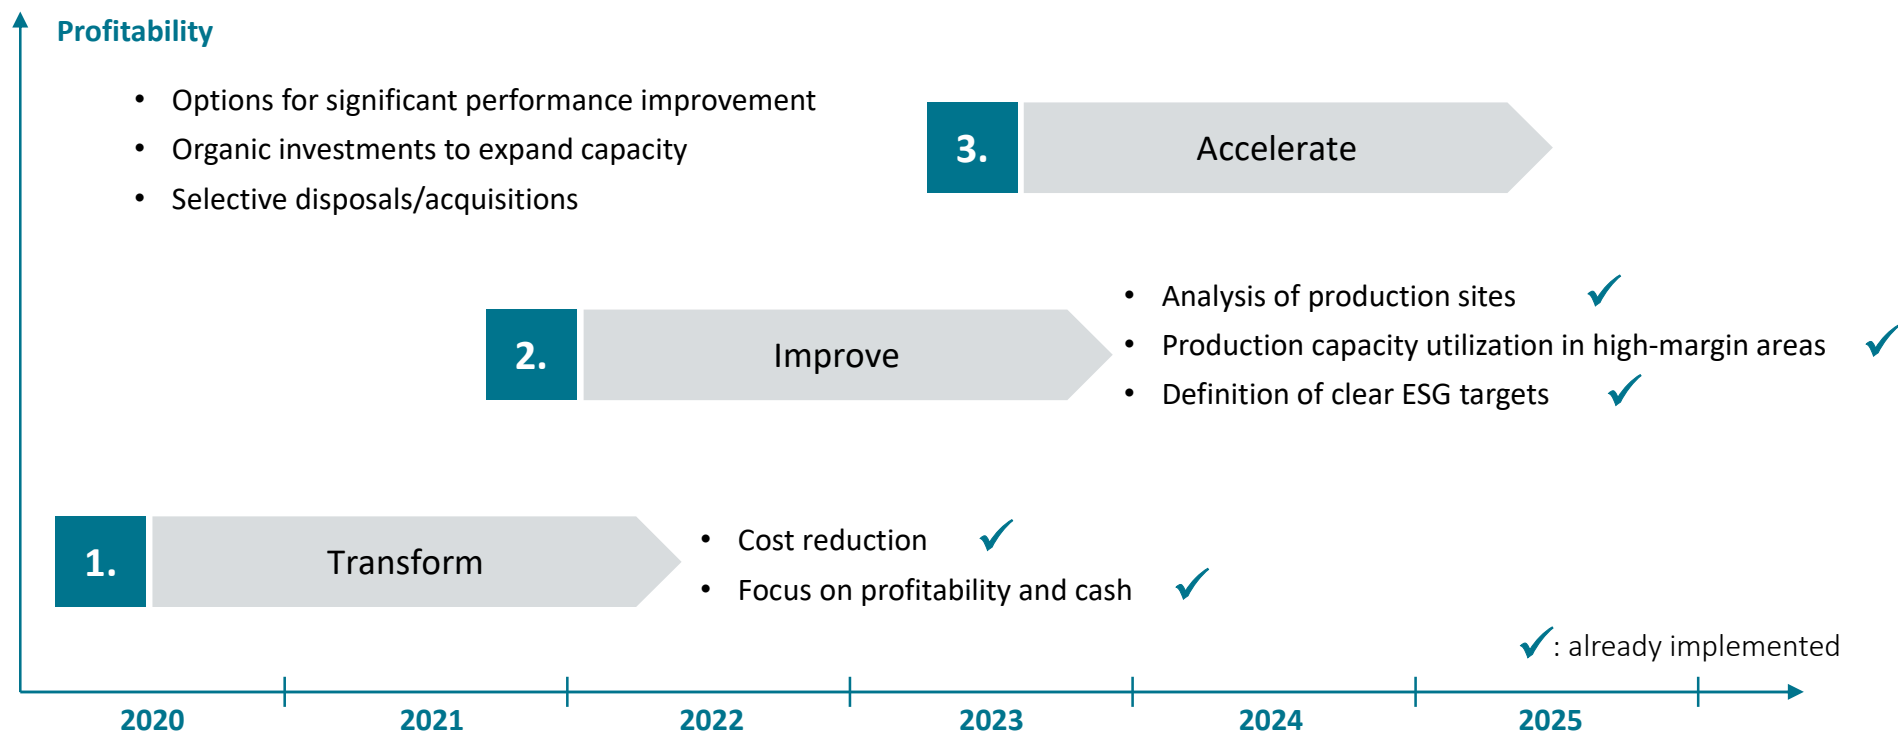 Profitability
• Options for significant performance improvement
• Organic investments to expand capacity
• Selective disposals/acquisitions
3.
Accelerate
2.
Improve
• Analysis of production sites ✓
• Production capacity utilization in high-margin areas ✓
• Definition of clear ESG targets ✓
1.
Transform
• Cost reduction ✓
• Focus on profitability and cash ✓
✓: already implemented
2020 2021 2022 2023 2024 2025